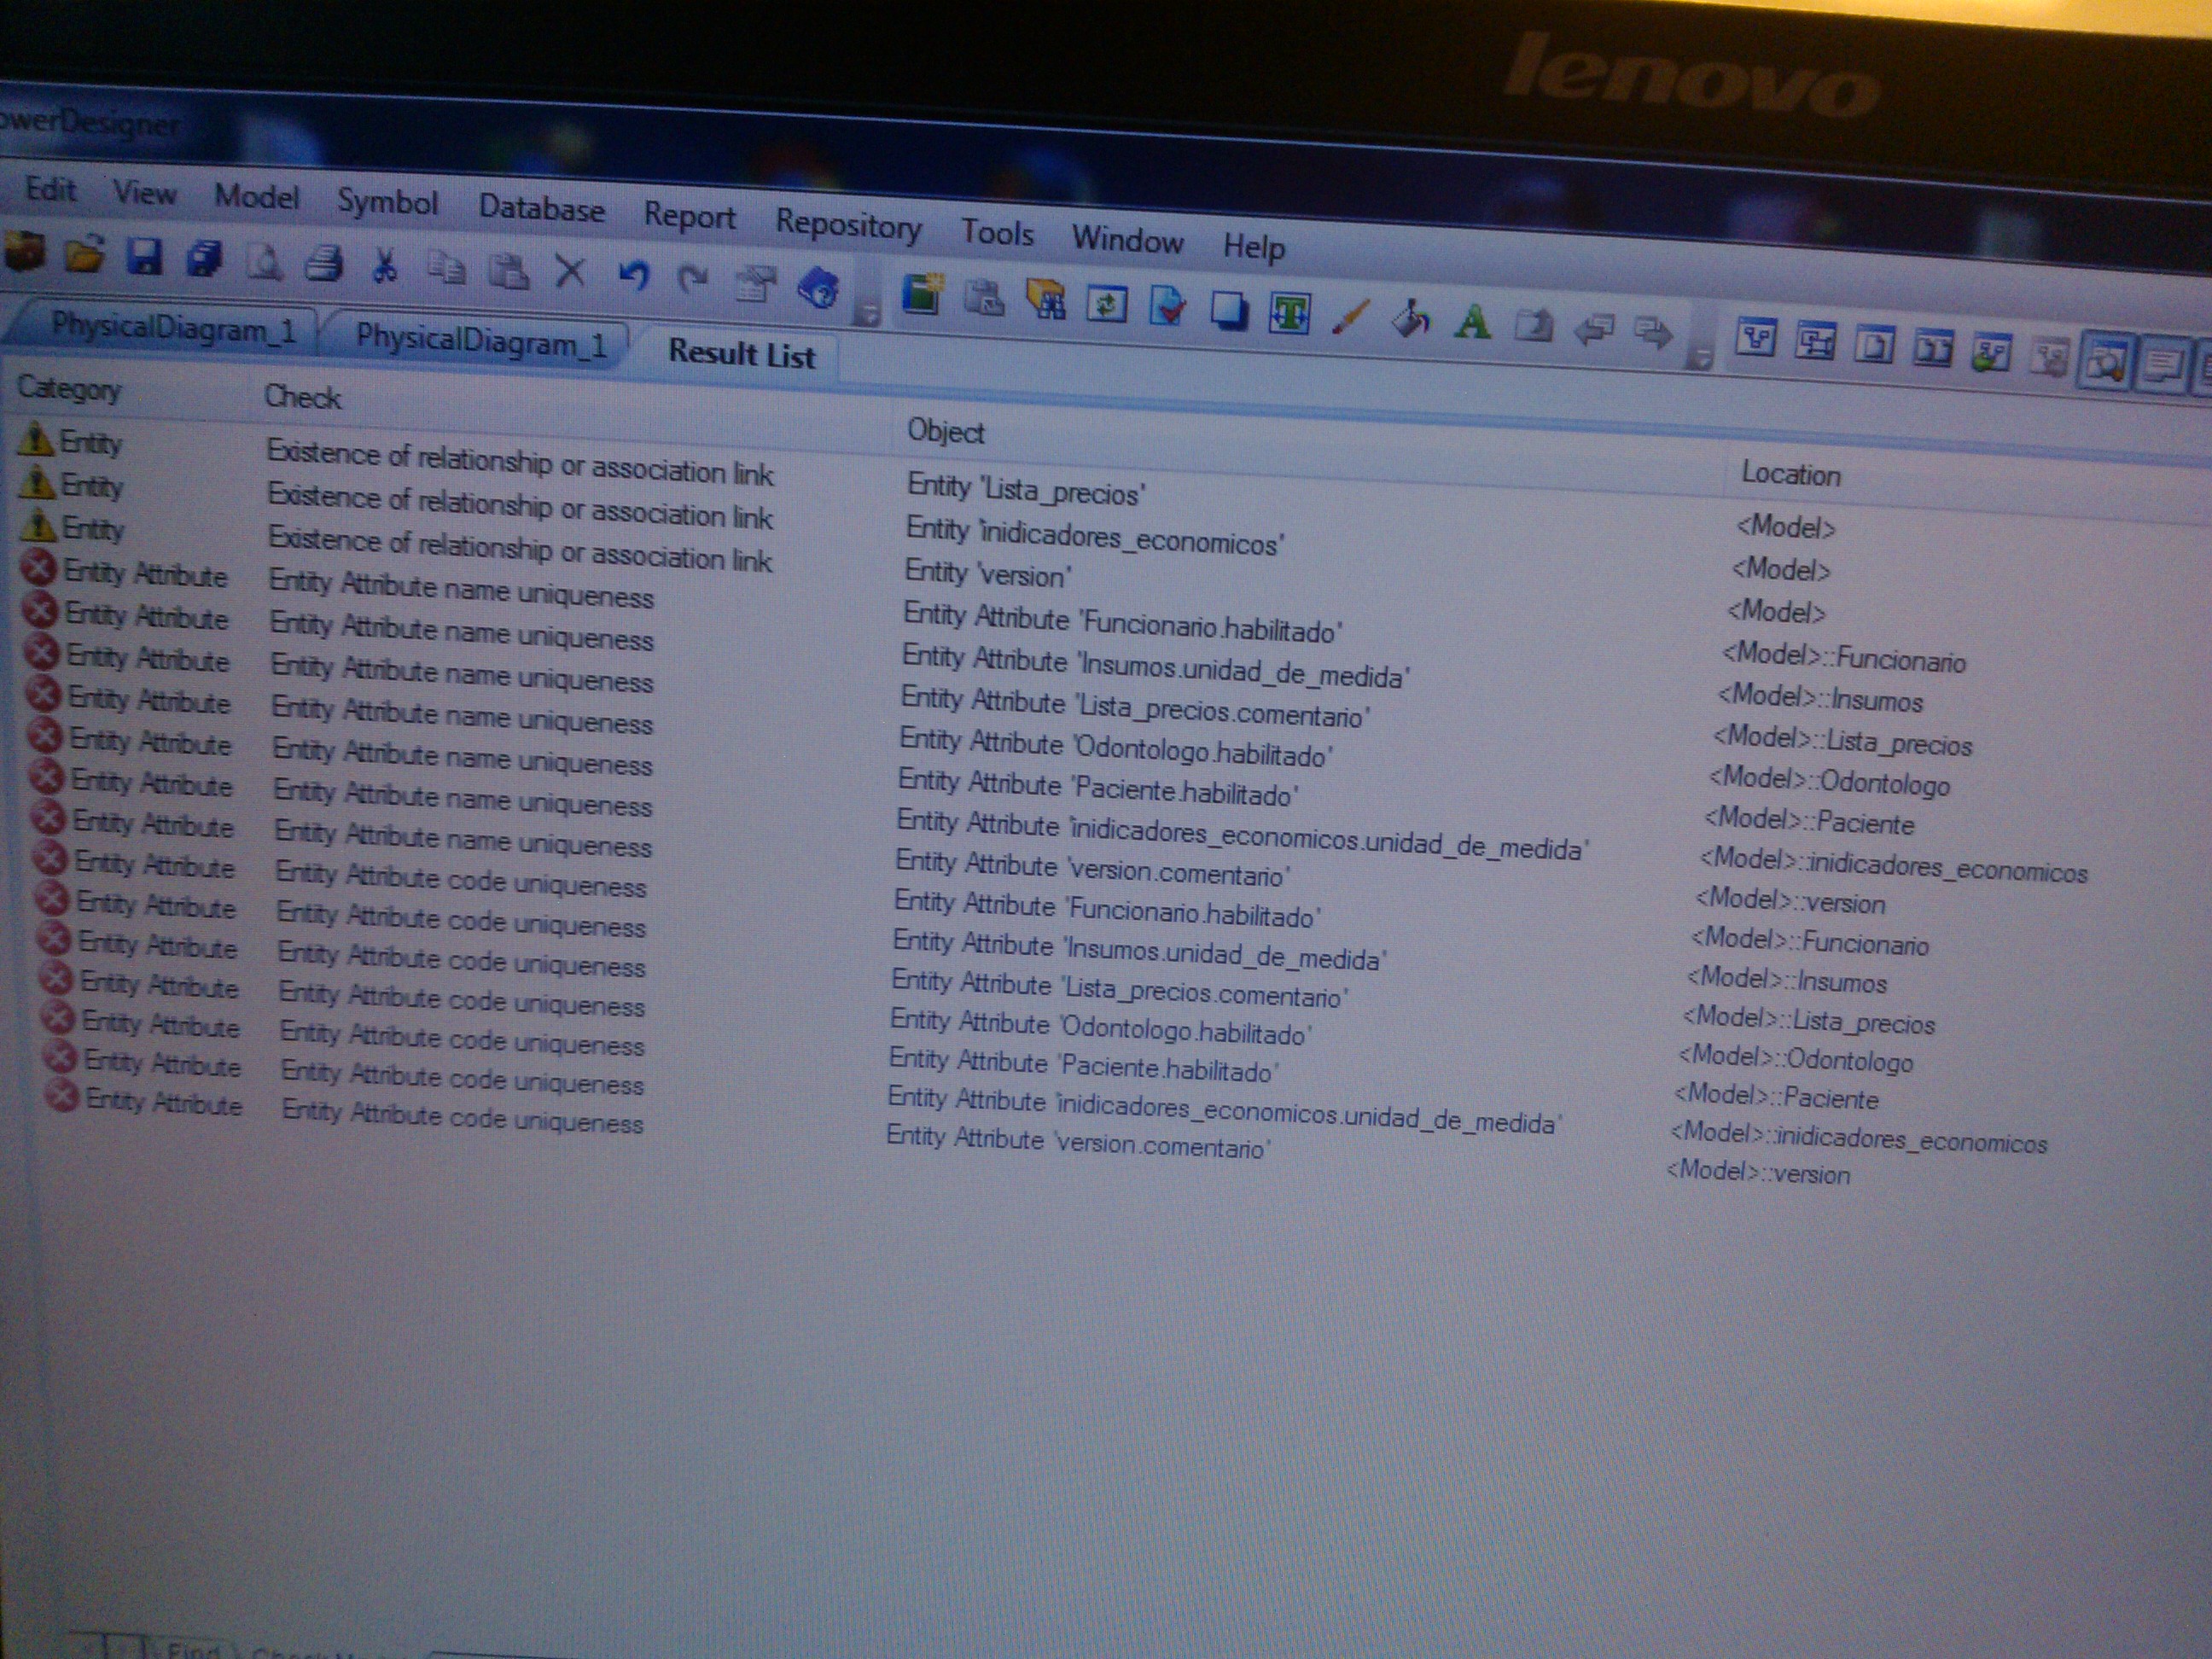 lenovo
owerDesigner
Edit View Model Symbol Database Report Repository Tools Window Help
PhysicalDiagram_1 PhysicalDiagram_1 Result List
Category Check Object Location
Entity Existence of relationship or association link Entity 'Lista_precios' <Model>
Entity Existence of relationship or association link Entity 'inidicadores_economicos' <Model>
Entity Existence of relationship or association link Entity 'version' <Model>
Entity Attribute Entity Attribute name uniqueness Entity Attribute 'Funcionario.habilitado' <Model>::Funcionario
Entity Attribute Entity Attribute name uniqueness Entity Attribute 'Insumos.unidad_de_medida' <Model>::Insumos
Entity Attribute Entity Attribute name uniqueness Entity Attribute 'Lista_precios.comentario' <Model>::Lista_precios
Entity Attribute Entity Attribute name uniqueness Entity Attribute 'Odontologo.habilitado' <Model>::Odontologo
Entity Attribute Entity Attribute name uniqueness Entity Attribute 'Paciente.habilitado' <Model>::Paciente
Entity Attribute Entity Attribute name uniqueness Entity Attribute 'inidicadores_economicos.unidad_de_medida' <Model>::inidicadores_economicos
Entity Attribute Entity Attribute name uniqueness Entity Attribute 'version.comentario' <Model>::version
Entity Attribute Entity Attribute code uniqueness Entity Attribute 'Funcionario.habilitado' <Model>::Funcionario
Entity Attribute Entity Attribute code uniqueness Entity Attribute 'Insumos.unidad_de_medida' <Model>::Insumos
Entity Attribute Entity Attribute code uniqueness Entity Attribute 'Lista_precios.comentario' <Model>::Lista_precios
Entity Attribute Entity Attribute code uniqueness Entity Attribute 'Odontologo.habilitado' <Model>::Odontologo
Entity Attribute Entity Attribute code uniqueness Entity Attribute 'Paciente.habilitado' <Model>::Paciente
Entity Attribute Entity Attribute code uniqueness Entity Attribute 'inidicadores_economicos.unidad_de_medida' <Model>::inidicadores_economicos
Entity Attribute Entity Attribute code uniqueness Entity Attribute 'version.comentario' <Model>::version
Find